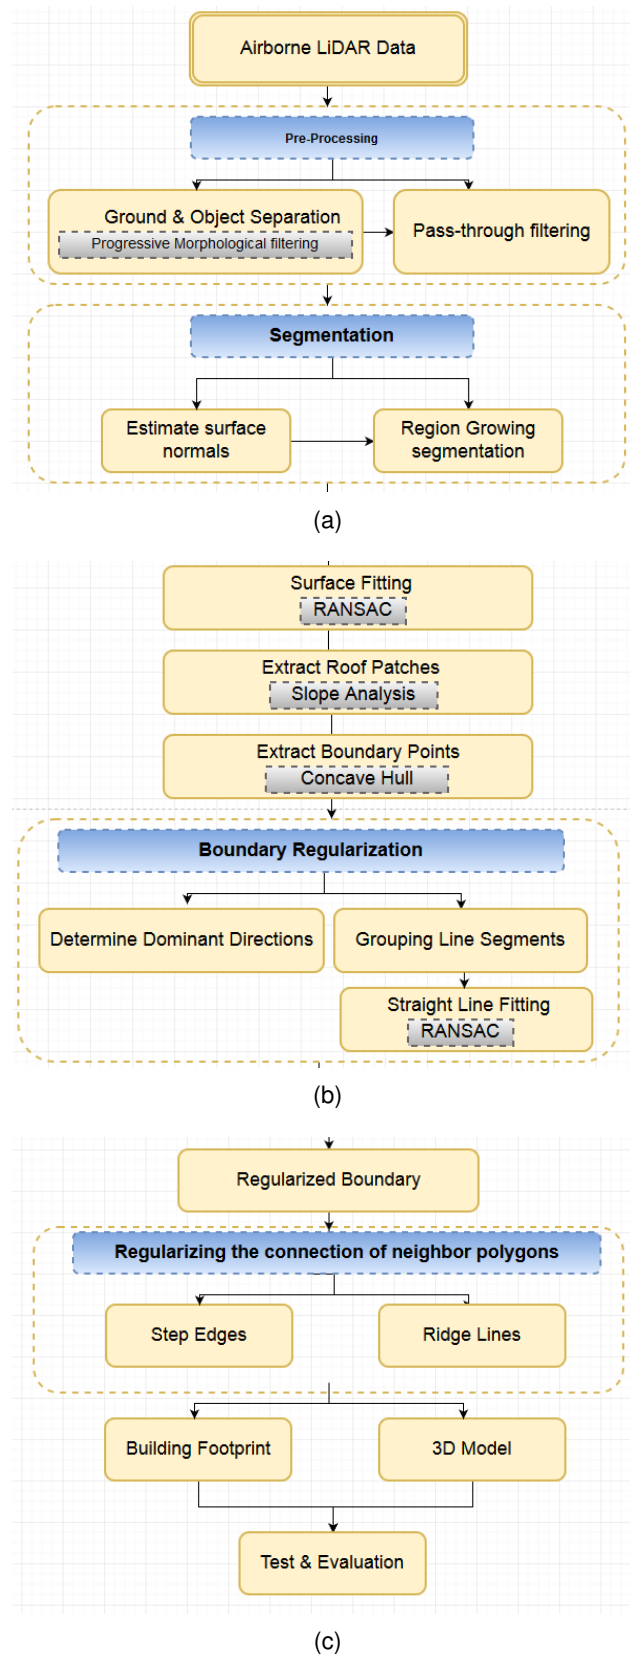 Airborne LiDAR Data
Pre-Processing
Ground & Object Separation
Progressive Morphological filtering
Pass-through filtering
Segmentation
Estimate surface
normals
Region Growing
segmentation
(a)
Surface Fitting
RANSAC
Extract Roof Patches
Slope Analysis
Extract Boundary Points
Concave Hull
Boundary Regularization
Determine Dominant Directions
Grouping Line Segments
Straight Line Fitting
RANSAC
(b)
Regularized Boundary
Regularizing the connection of neighbor polygons
Step Edges
Ridge Lines
Building Footprint
3D Model
Test & Evaluation
(c)